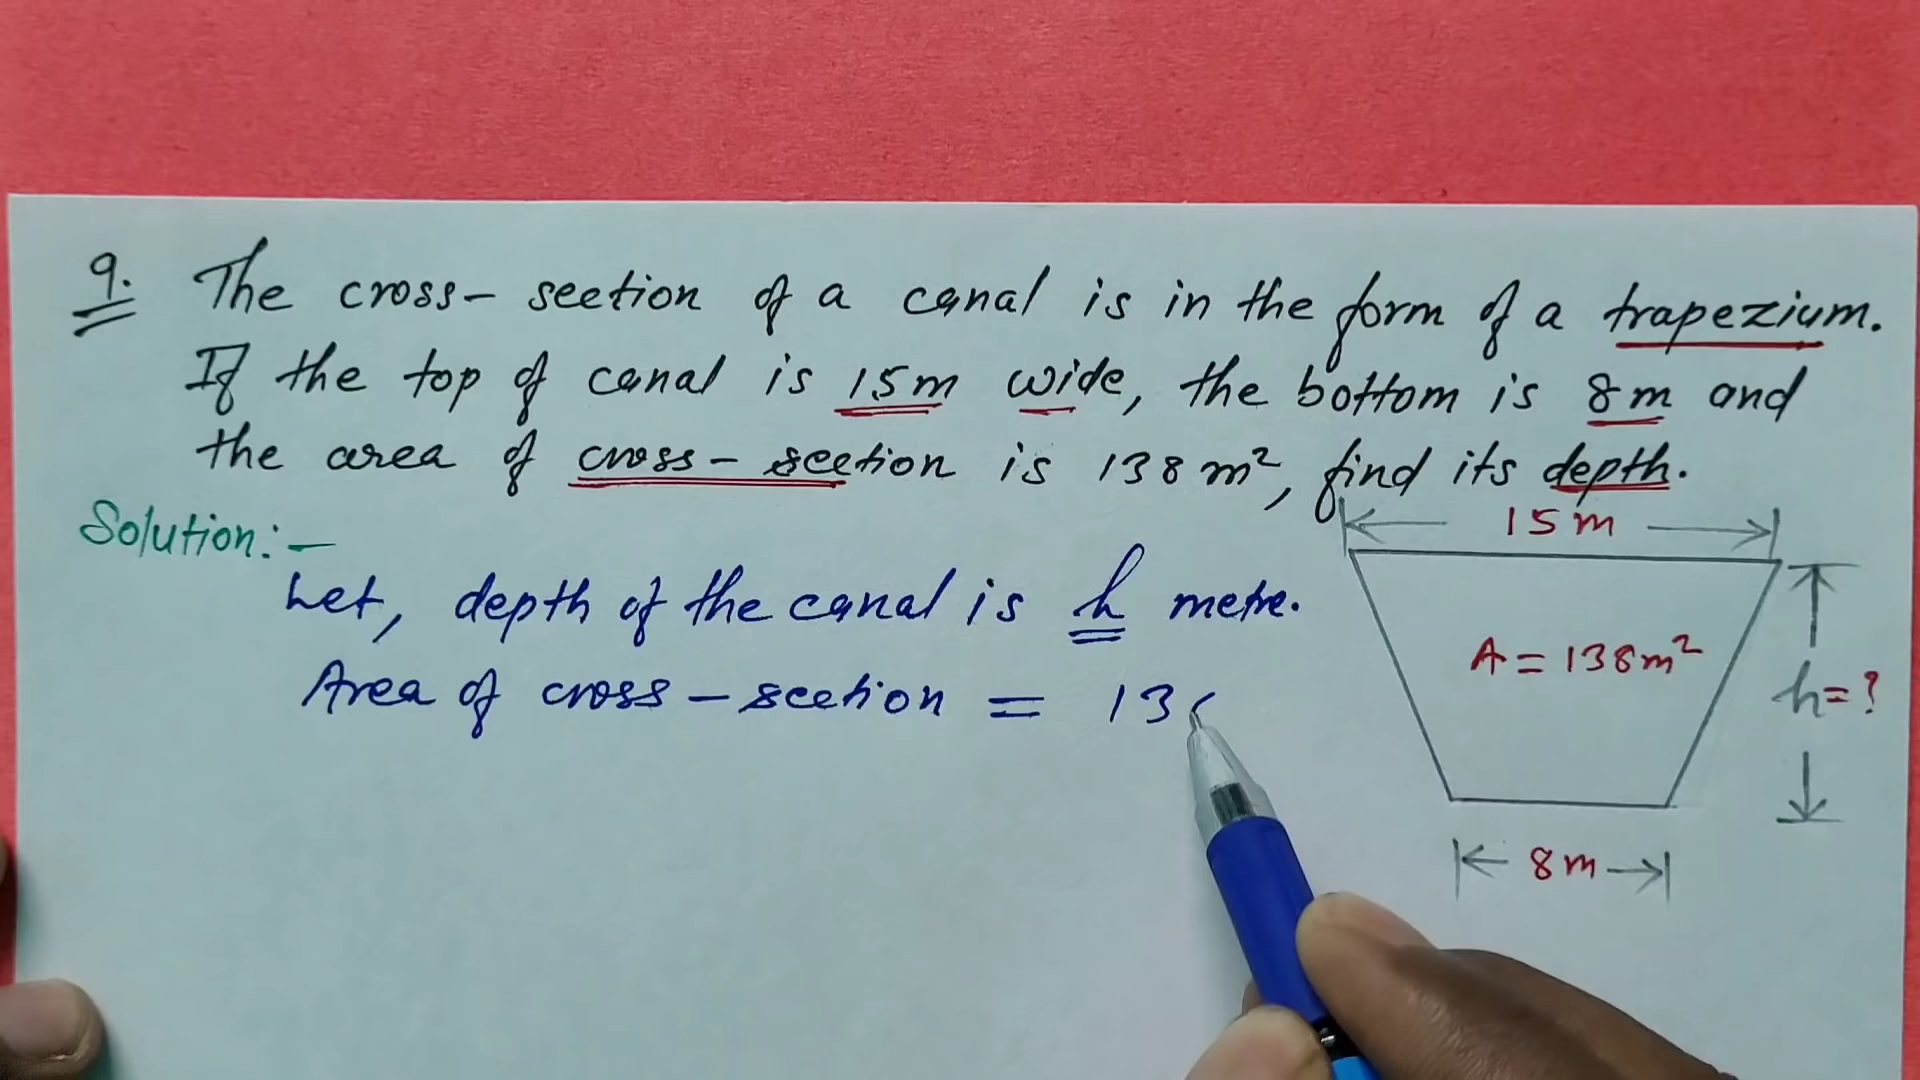 9. The cross-section of a canal is in the form of a trapezium.
If the top of canal is 15m wide, the bottom is 8m and
the area of cross-section is 138m², find its depth.
Solution:-
Let, depth of the canal is h metre.
Area of cross-section = 13
15m
A = 138m²
h=?
8m